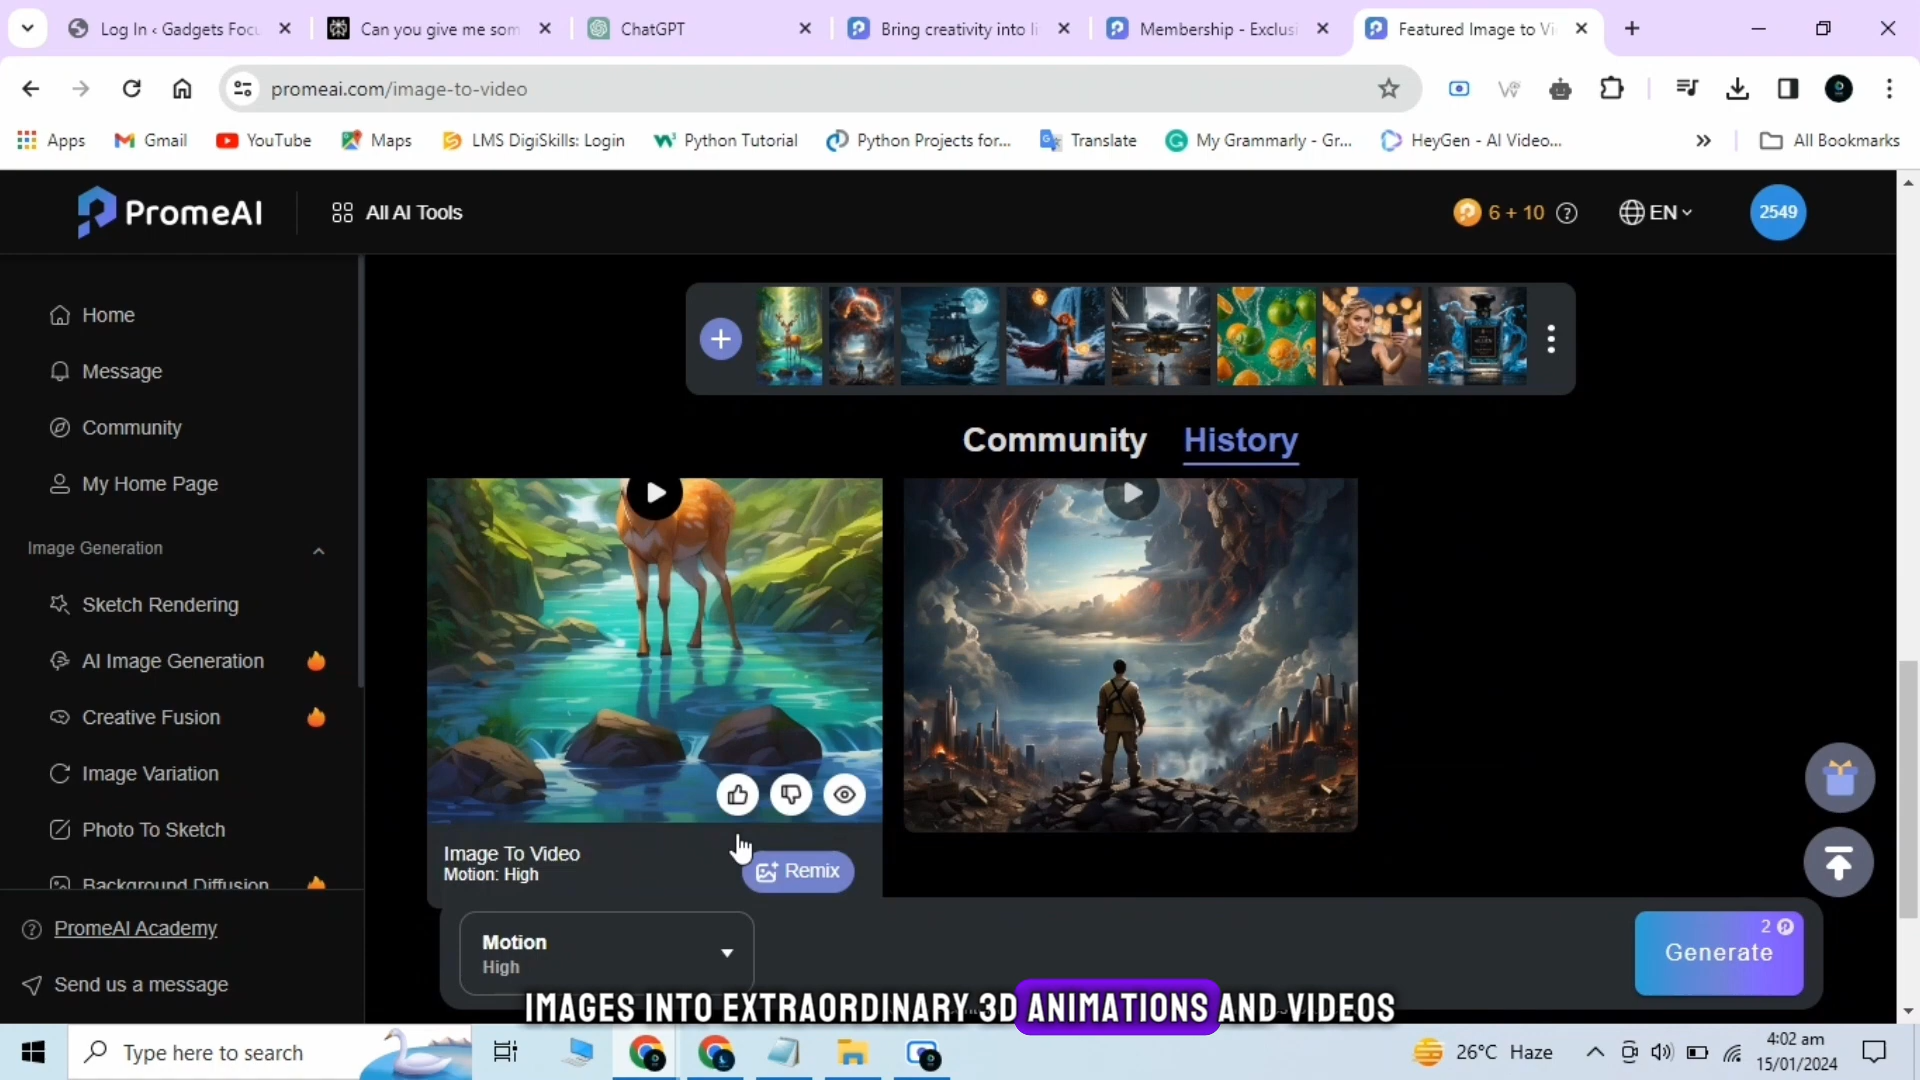 Log In ‹ Gadgets Focu
Can you give me som
ChatGPT
Bring creativity into li
Membership - Exclusi
Featured Image to Vi
promeai.com/image-to-video
Apps
Gmail
YouTube
Maps
LMS DigiSkills: Login
Python Tutorial
Python Projects for...
Translate
My Grammarly - Gr...
HeyGen - AI Video...
All Bookmarks
PromeAI
All AI Tools
6 + 10
EN
2549
Home
Message
Community
My Home Page
Image Generation
Sketch Rendering
AI Image Generation
Creative Fusion
Image Variation
Photo To Sketch
Background Diffusion
PromeAI Academy
Send us a message
Community
History
Image To Video
Motion: High
Remix
Motion
High
2
Generate
IMAGES INTO EXTRAORDINARY 3D ANIMATIONS AND VIDEOS
Type here to search
26°C Haze
4:02 am
15/01/2024